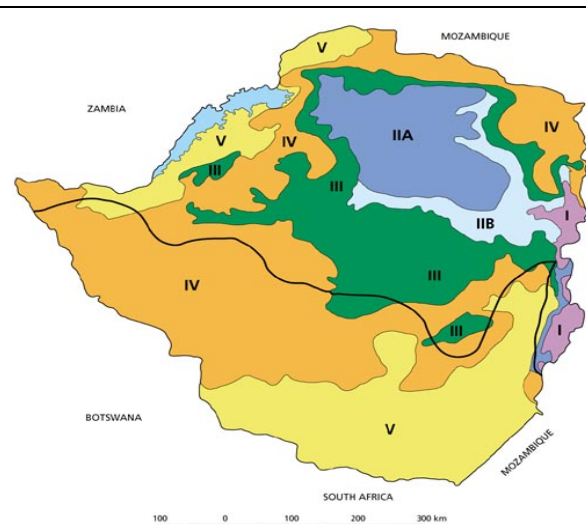 MOZAMBIQUE
V
ZAMBIA
IIA
IV
IV
V
III
III
I
IIB
IV
III
III
I
V
BOTSWANA
MOZAMBIQUE
SOUTH AFRICA
100 0 100 200 300 km